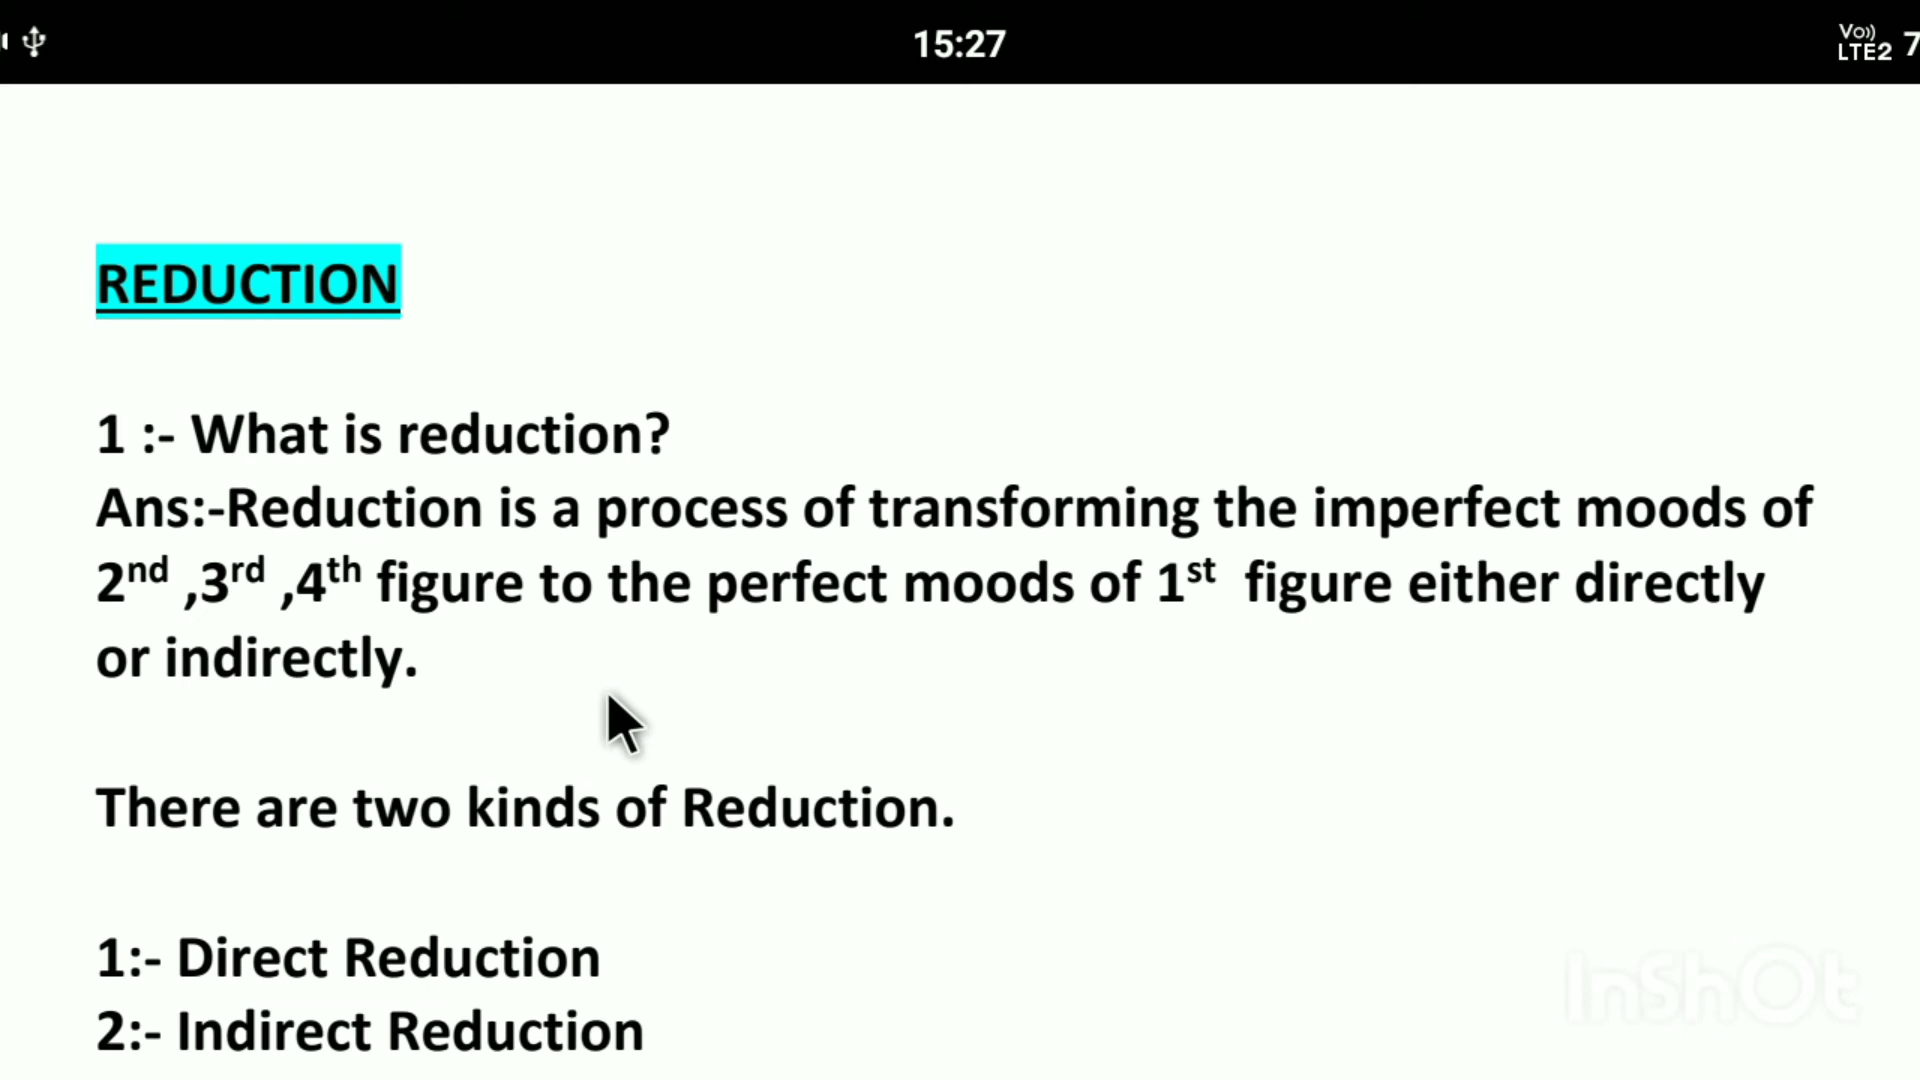 15:27
Vo))
LTE2 7
REDUCTION
1 :- What is reduction?
Ans:-Reduction is a process of transforming the imperfect moods of
2nd ,3rd ,4th figure to the perfect moods of 1st figure either directly
or indirectly.
There are two kinds of Reduction.
1:- Direct Reduction
2:- Indirect Reduction
InShOt